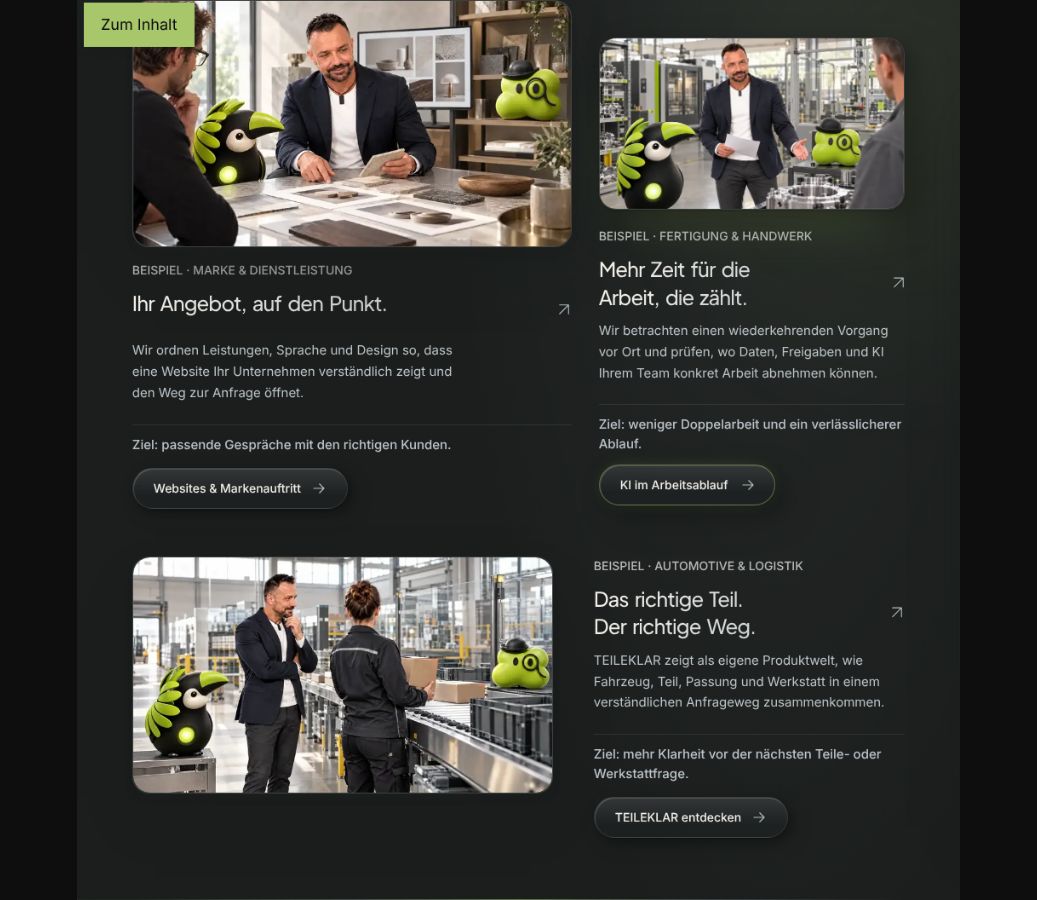 Zum Inhalt
BEISPIEL · MARKE & DIENSTLEISTUNG
Ihr Angebot, auf den Punkt.
Wir ordnen Leistungen, Sprache und Design so, dass
eine Website Ihr Unternehmen verständlich zeigt und
den Weg zur Anfrage öffnet.
Ziel: passende Gespräche mit den richtigen Kunden.
Websites & Markenauftritt
BEISPIEL · FERTIGUNG & HANDWERK
Mehr Zeit für die
Arbeit, die zählt.
Wir betrachten einen wiederkehrenden Vorgang
vor Ort und prüfen, wo Daten, Freigaben und KI
Ihrem Team konkret Arbeit abnehmen können.
Ziel: weniger Doppelarbeit und ein verlässlicherer
Ablauf.
KI im Arbeitsablauf
BEISPIEL · AUTOMOTIVE & LOGISTIK
Das richtige Teil.
Der richtige Weg.
TEILEKLAR zeigt als eigene Produktwelt, wie
Fahrzeug, Teil, Passung und Werkstatt in einem
verständlichen Anfrageweg zusammenkommen.
Ziel: mehr Klarheit vor der nächsten Teile- oder
Werkstattfrage.
TEILEKLAR entdecken